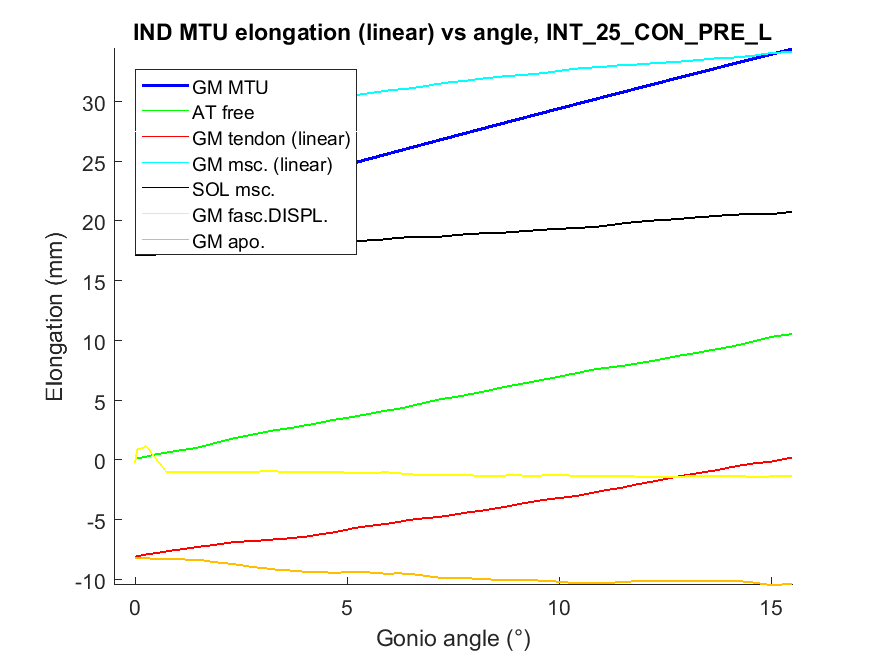 IND MTU elongation (linear) vs angle, INT_25_CON_PRE_L
GM MTU
AT free
GM tendon (linear)
GM msc. (linear)
SOL msc.
GM fasc.DISPL.
GM apo.
30
25
20
15
10
5
0
-5
-10
Elongation (mm)
0 5 10 15
Gonio angle (°)